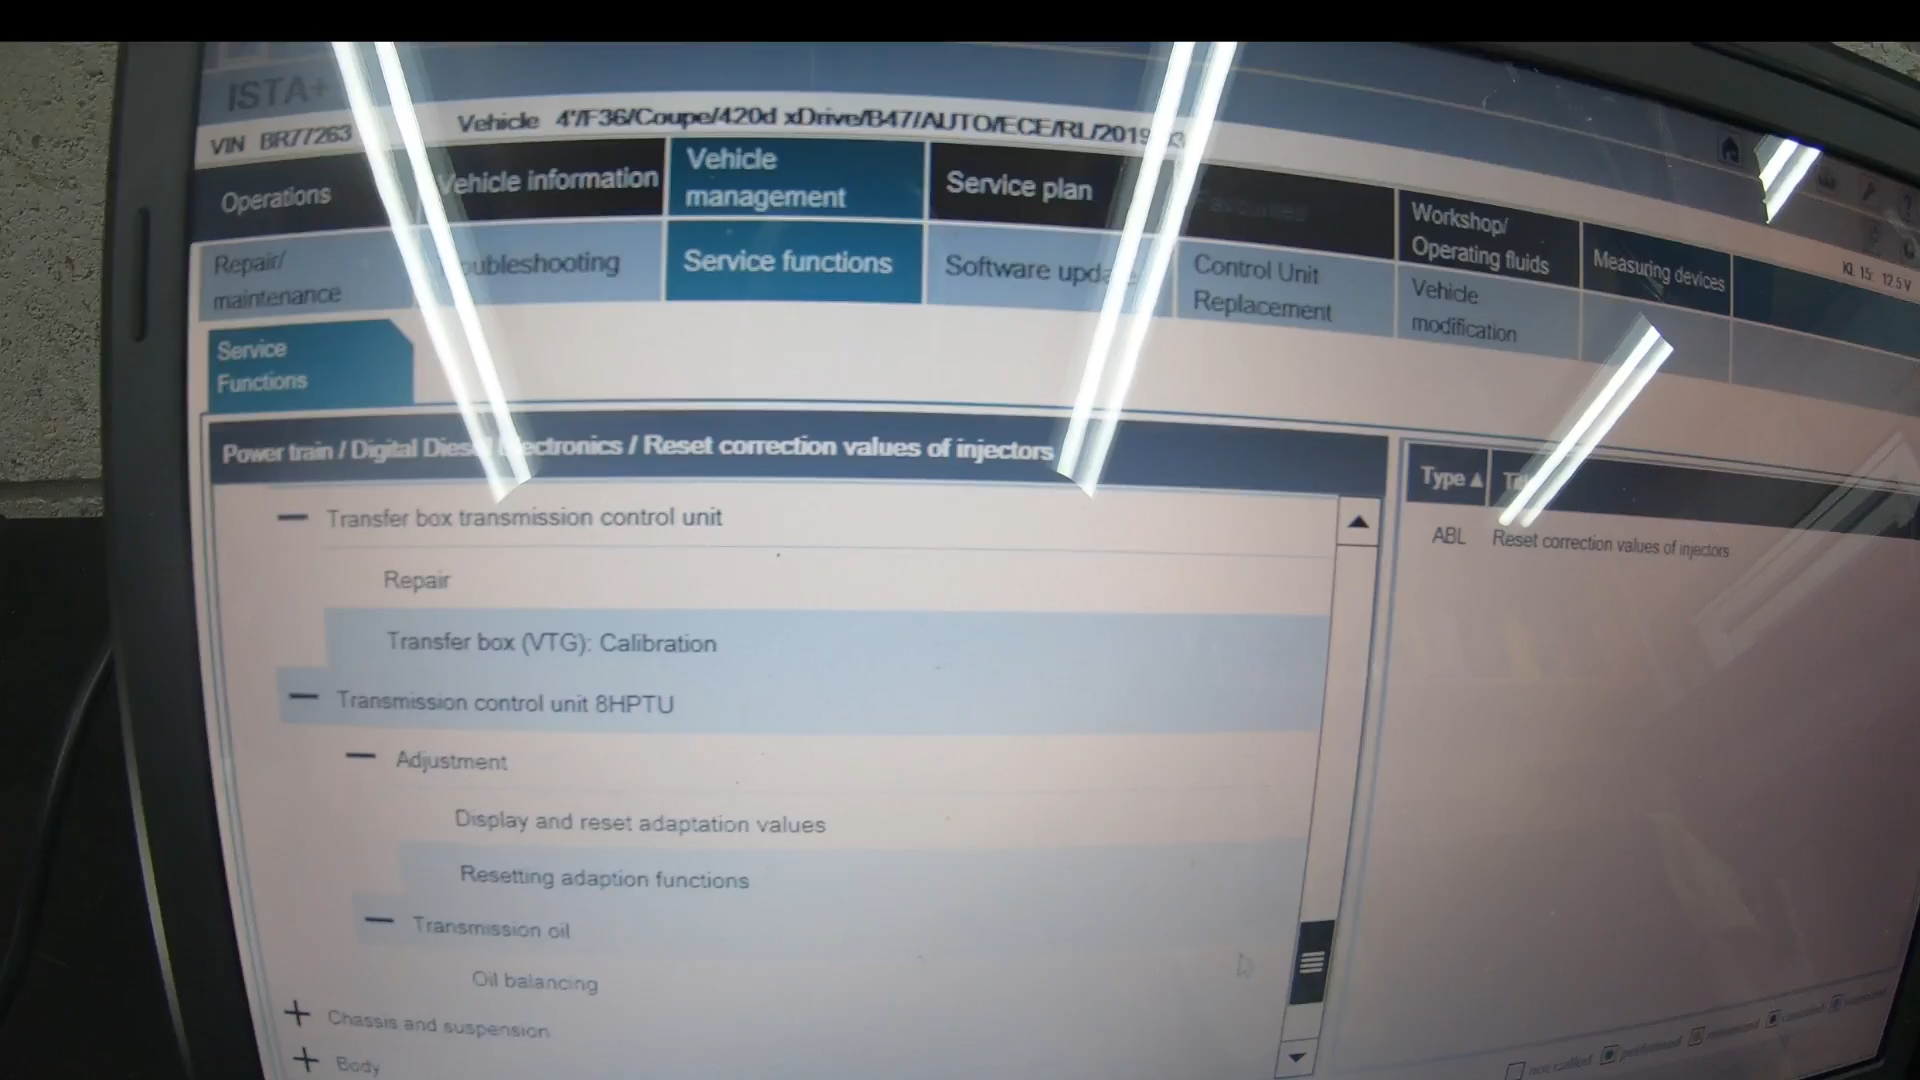 ISTA+
VIN BR77263
Vehicle 4'/F36/Coupe/420d xDrive/B47/AUTO/ECE/RL/2019
KL 15: 12.5 V
Operations
Vehicle information
Vehicle
management
Service plan
Workshop/
Operating fluids
Measuring devices
Repair/
maintenance
Service functions
Software
Control Unit
Replacement
Vehicle
modification
Service
Functions
Power train / Digital / Reset correction values of injectors
Type
ABL Reset correction values of injectors
Transfer box transmission control unit
Repair
Transfer box (VTG): Calibration
Transmission control unit 8HPTU
Adjustment
Display and reset adaptation values
Resetting adaption functions
Transmission oil
Oil balancing
Chassis and suspension
Body